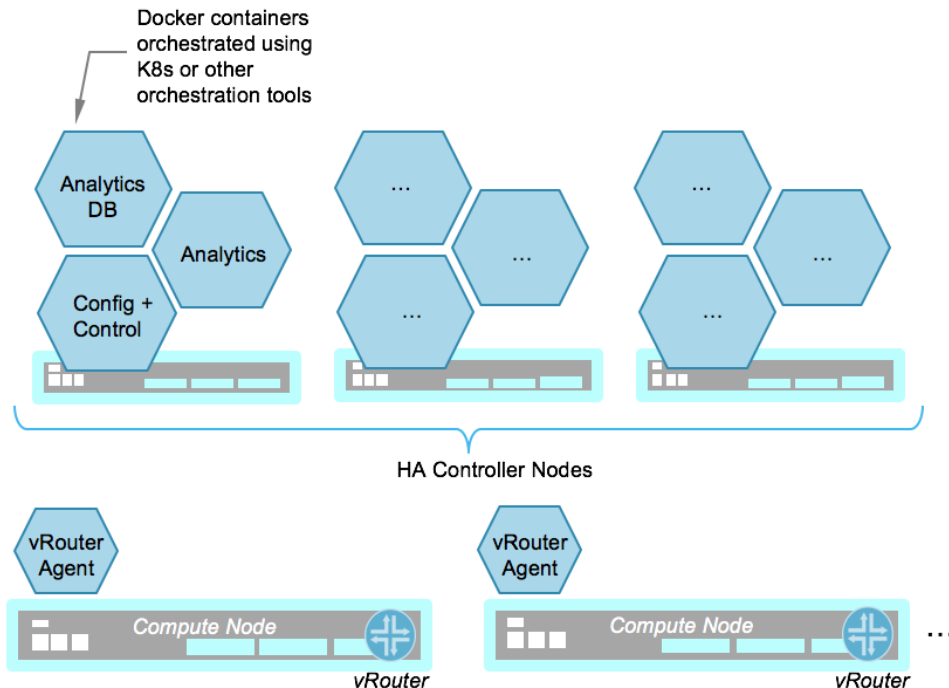 Docker containers
orchestrated using
K8s or other
orchestration tools
Analytics
DB
Analytics
Config +
Control
...
...
...
...
...
...
HA Controller Nodes
vRouter
Agent
Compute Node
vRouter
vRouter
Agent
Compute Node
vRouter
...